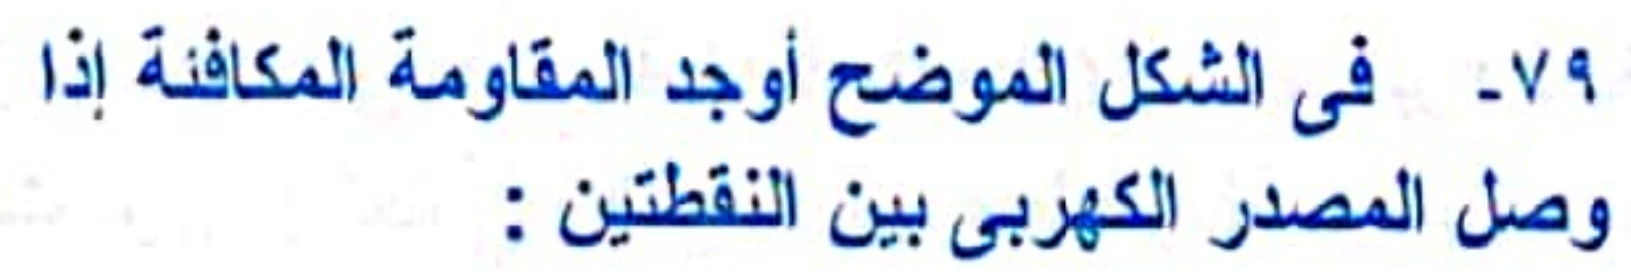 ٧٩- فى الشكل الموضح أوجد المقاومة المكافئة إذا
وصل المصدر الكهربى بين النقطتين :